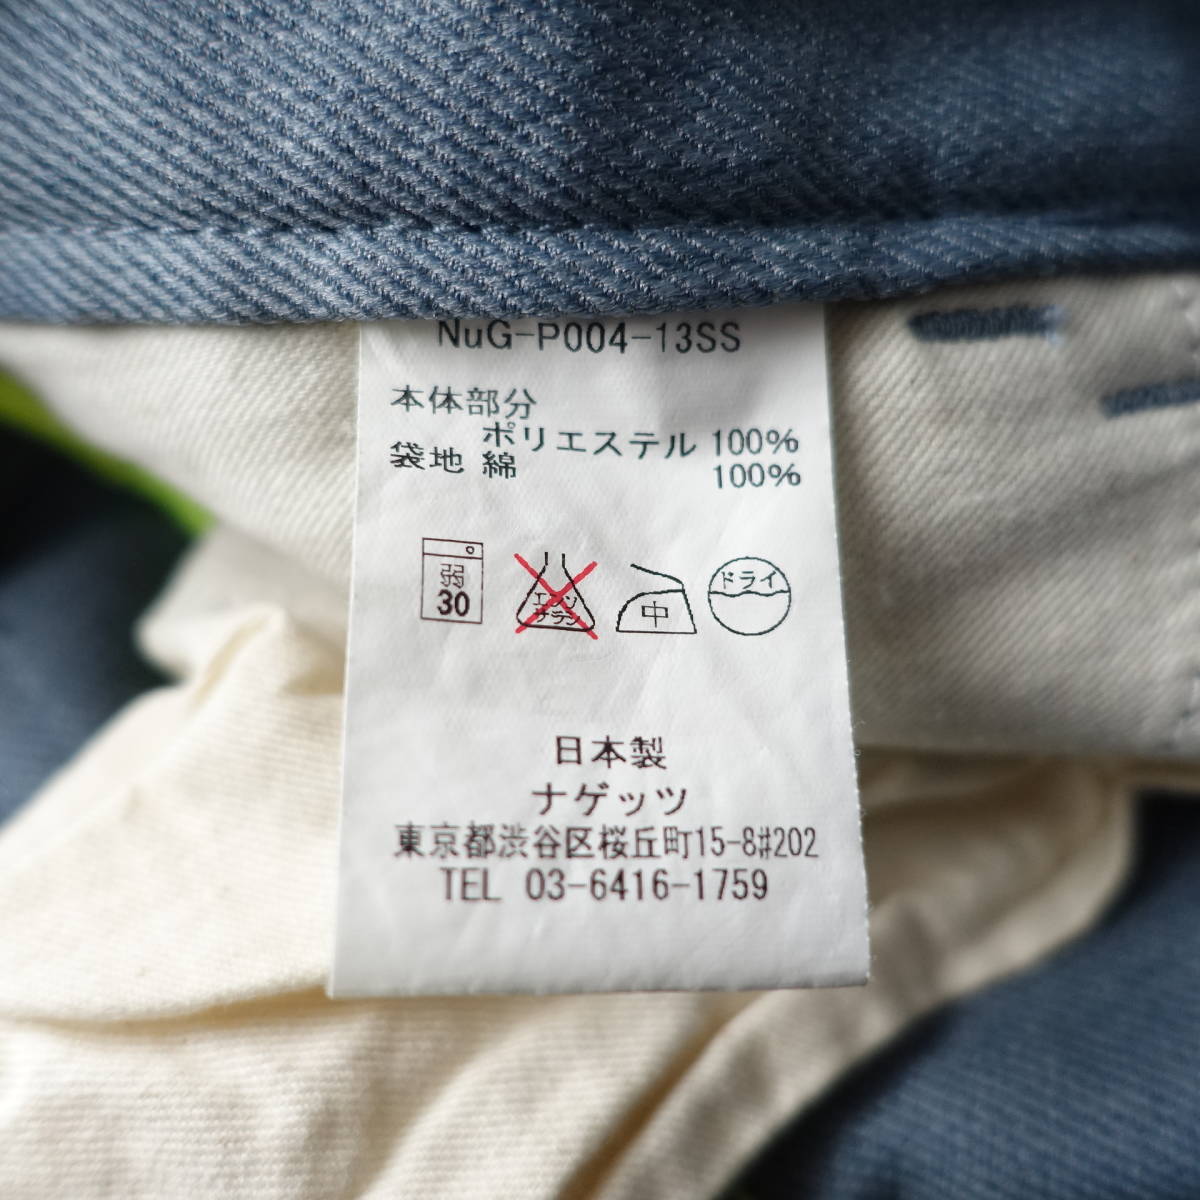 NuG-P004-13SS
本体部分
ポリエステル 100%
袋地 綿 100%
弱 30
エンソ サラシ
中
ドライ
日本製
ナゲッツ
東京都渋谷区桜丘町15-8#202
TEL 03-6416-1759